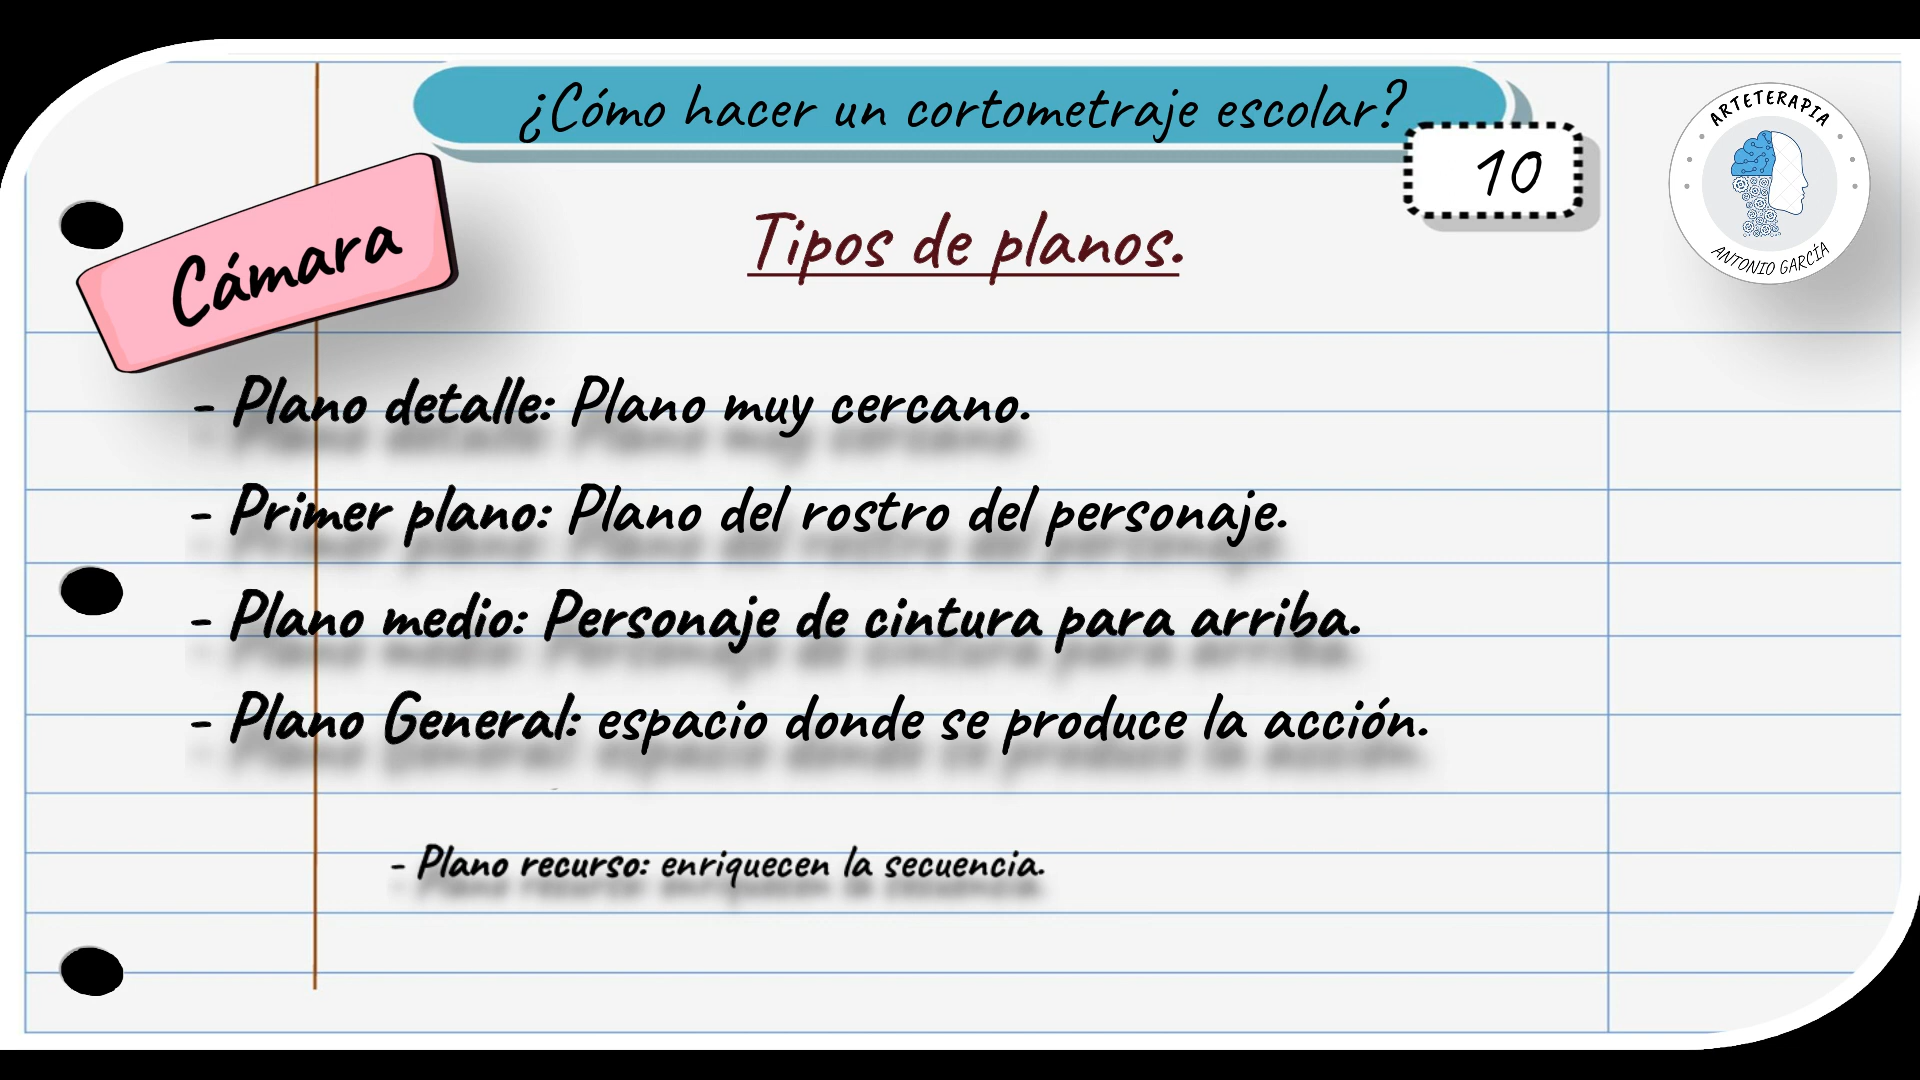 ¿Cómo hacer un cortometraje escolar?
10
ARTETERAPIA
ANTONIO GARCÍA
Cámara
Tipos de planos.
- Plano detalle: Plano muy cercano.
- Primer plano: Plano del rostro del personaje.
- Plano medio: Personaje de cintura para arriba.
- Plano General: espacio donde se produce la acción.
- Plano recurso: enriquecen la secuencia.